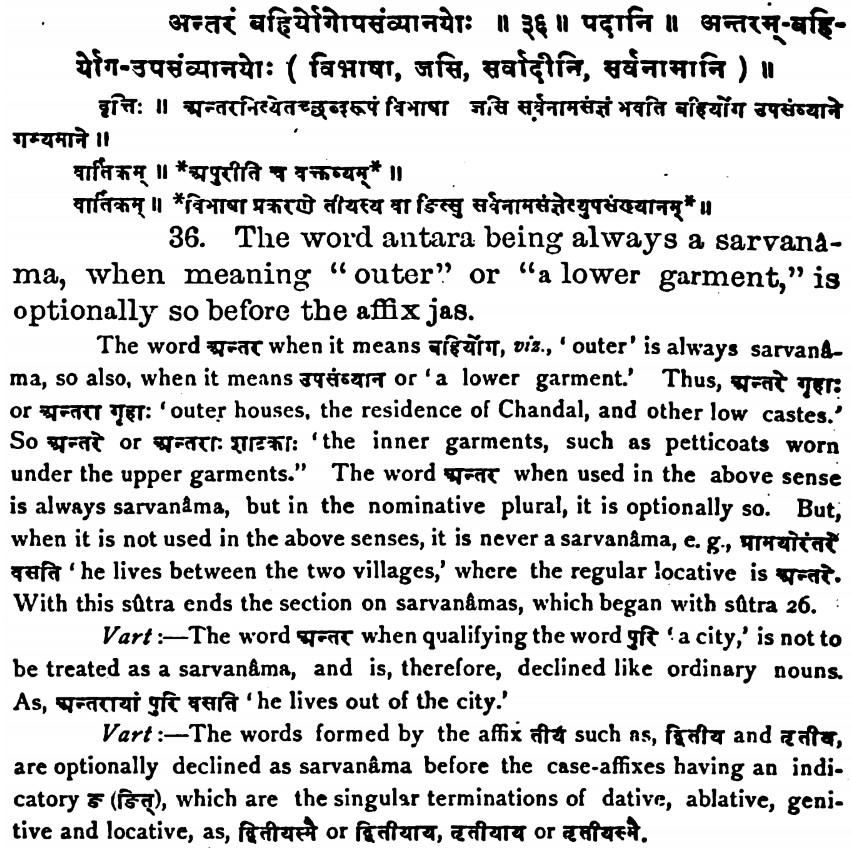 अन्तरं बहिर्योगोपसंव्यानयोः ॥ ३६ ॥ पदानि ॥ अन्तरम्-बहि-
र्योग-उपसंव्यानयोः ( विभाषा, जसि, सर्वादीनि, सर्वनामानि ) ॥
वृत्तिः ॥ अन्तरनित्येतच्छब्दरूपं विभाषा जसि सर्वनामसंज्ञं भवति बहिर्योग उपसंव्याने
गम्यमाने ॥
वार्तिकम् ॥ *अपुरीति च वक्तव्यम्* ॥
वार्तिकम् ॥ *विभाषा प्रकरणे तीयस्य वा ङित्सु सर्वनामसंज्ञेत्युपसंख्यानम्* ॥
36. The word antara being always a sarvanâ-
ma, when meaning “outer” or “a lower garment,” is
optionally so before the affix jas.
The word अन्तर when it means बहिर्योग, viz., ‘outer’ is always sarvanâ-
ma, so also, when it means उपसंव्यान or ‘a lower garment.’ Thus, अन्तरे गृहाः
or अन्तरा गृहाः ‘outer houses, the residence of Chandal, and other low castes.’
So अन्तरे or अन्तराः शाटकाः ‘the inner garments, such as petticoats worn
under the upper garments.” The word अन्तर when used in the above sense
is always sarvanâma, but in the nominative plural, it is optionally so. But,
when it is not used in the above senses, it is never a sarvanâma, e. g., ग्रामयोरंतरे
वसति ‘he lives between the two villages,’ where the regular locative is अन्तरे.
With this sûtra ends the section on sarvanâmas, which began with sûtra 26.
Vart:—The word अन्तर when qualifying the word पुरि ‘a city,’ is not to
be treated as a sarvanâma, and is, therefore, declined like ordinary nouns.
As, अन्तरायां पुरि वसति ‘he lives out of the city.’
Vart:—The words formed by the affix तीय such as, द्वितीय and तृतीय,
are optionally declined as sarvanâma before the case-affixes having an indi-
catory ङ (ङित्), which are the singular terminations of dative, ablative, geni-
tive and locative, as, द्वितीयस्मै or द्वितीयाय, तृतीयाय or तृतीयस्मै.